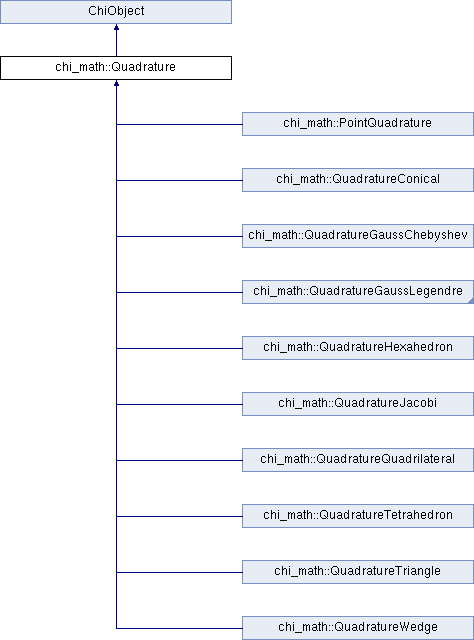 ChiObject
chi_math::Quadrature
chi_math::PointQuadrature
chi_math::QuadratureConical
chi_math::QuadratureGaussChebyshev
chi_math::QuadratureGaussLegendre
chi_math::QuadratureHexahedron
chi_math::QuadratureJacobi
chi_math::QuadratureQuadrilateral
chi_math::QuadratureTetrahedron
chi_math::QuadratureTriangle
chi_math::QuadratureWedge